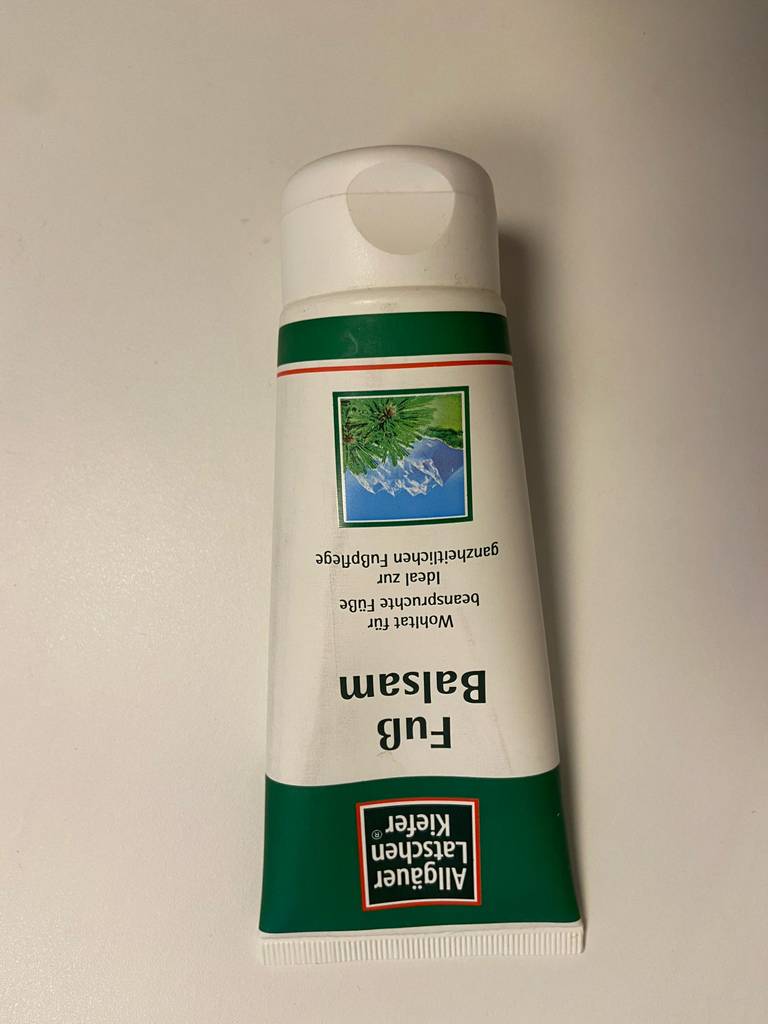 Allgäuer
Latschen
Kiefer®
Fuß
Balsam
Wohltat für
beanspruchte Füße
Ideal zur
ganzheitlichen Fußpflege